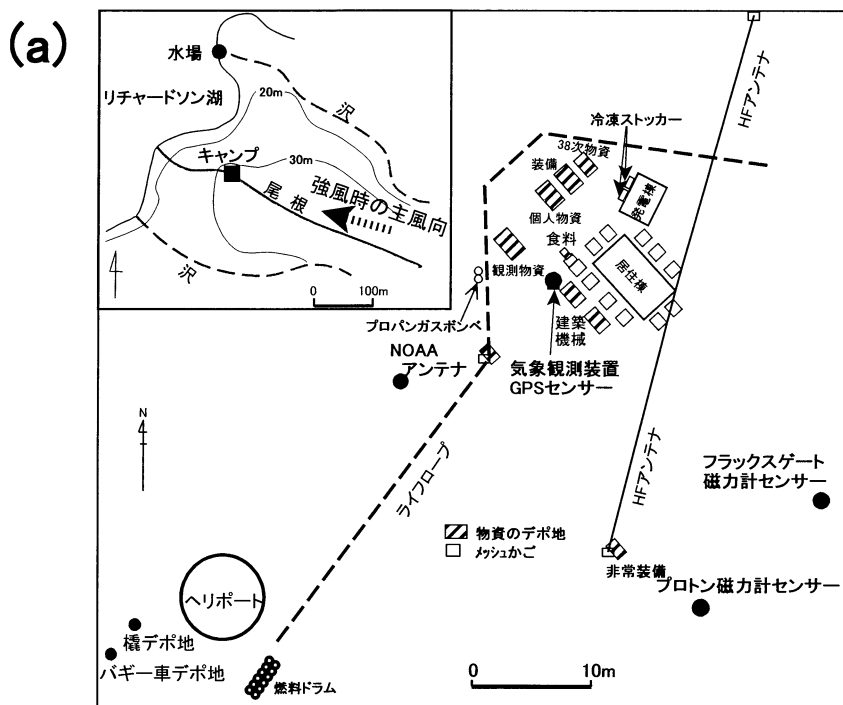 (a)
水場
リチャードソン湖
20m
沢
キャンプ
30m
尾根
強風時の主風向
沢
0 100m
HFアンテナ
冷凍ストッカー
38次物資
装備
発電棟
個人物資
食料
居住棟
観測物資
プロパンガスボンベ
建築
機械
NOAA
アンテナ
気象観測装置
GPSセンサー
N
ライフロープ
HFアンテナ
フラックスゲート
磁力計センサー
物資のデポ地
メッシュかご
非常装備
プロトン磁力計センサー
ヘリポート
橇デポ地
バギー車デポ地
燃料ドラム
0 10m